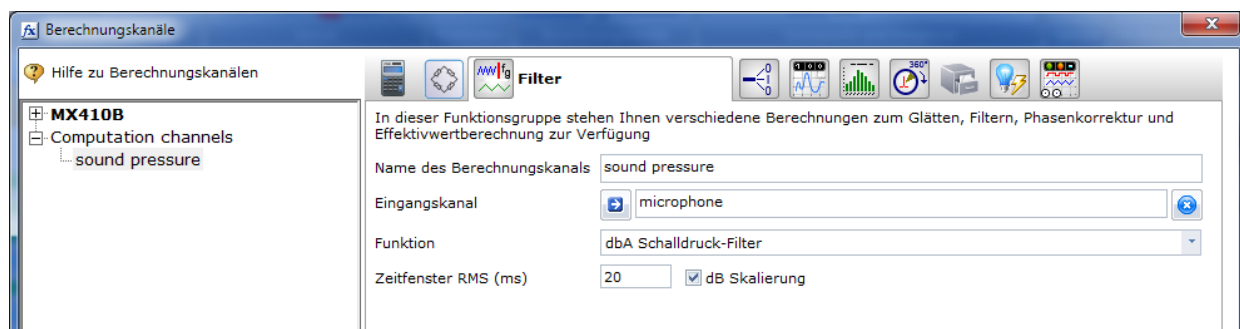 Berechnungskanäle
Hilfe zu Berechnungskanälen
Filter
360°
MX410B
Computation channels
sound pressure
In dieser Funktionsgruppe stehen Ihnen verschiedene Berechnungen zum Glätten, Filtern, Phasenkorrektur und
Effektivwertberechnung zur Verfügung
Name des Berechnungskanals sound pressure
Eingangskanal microphone
Funktion dbA Schalldruck-Filter
Zeitfenster RMS (ms) 20 dB Skalierung